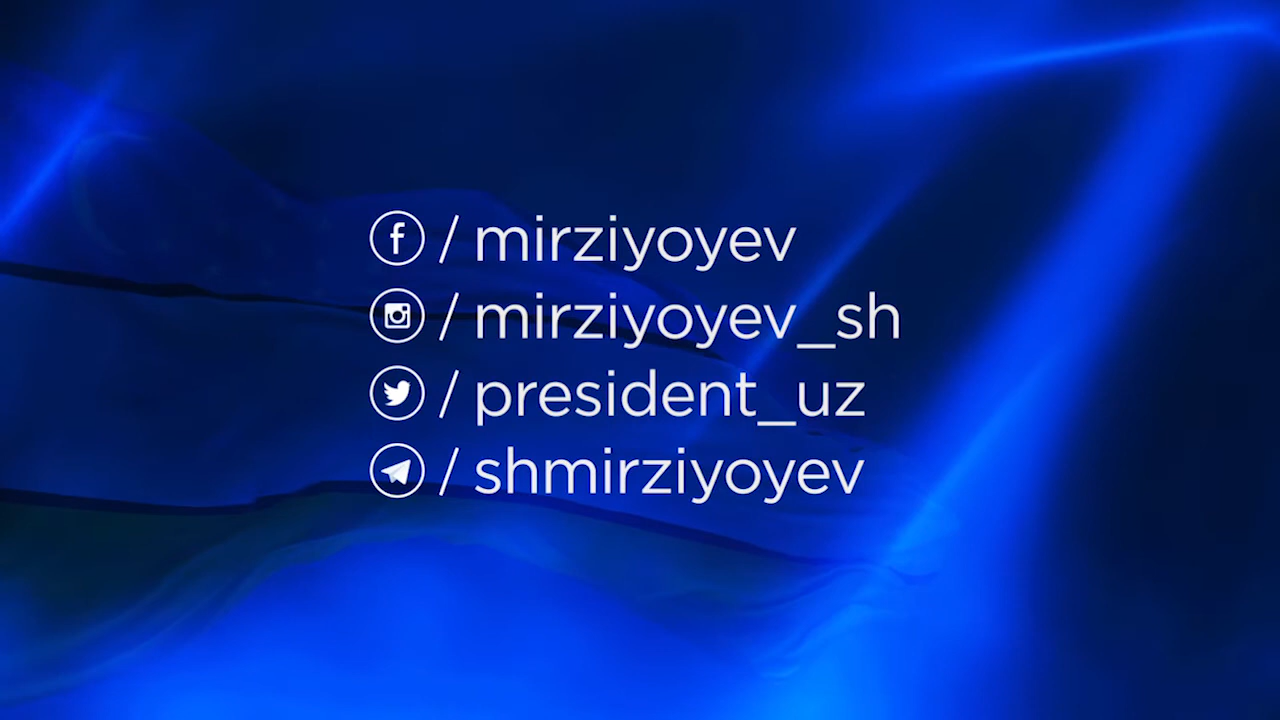 / mirziyoyev
/ mirziyoyev_sh
/ president_uz
/ shmirziyoyev